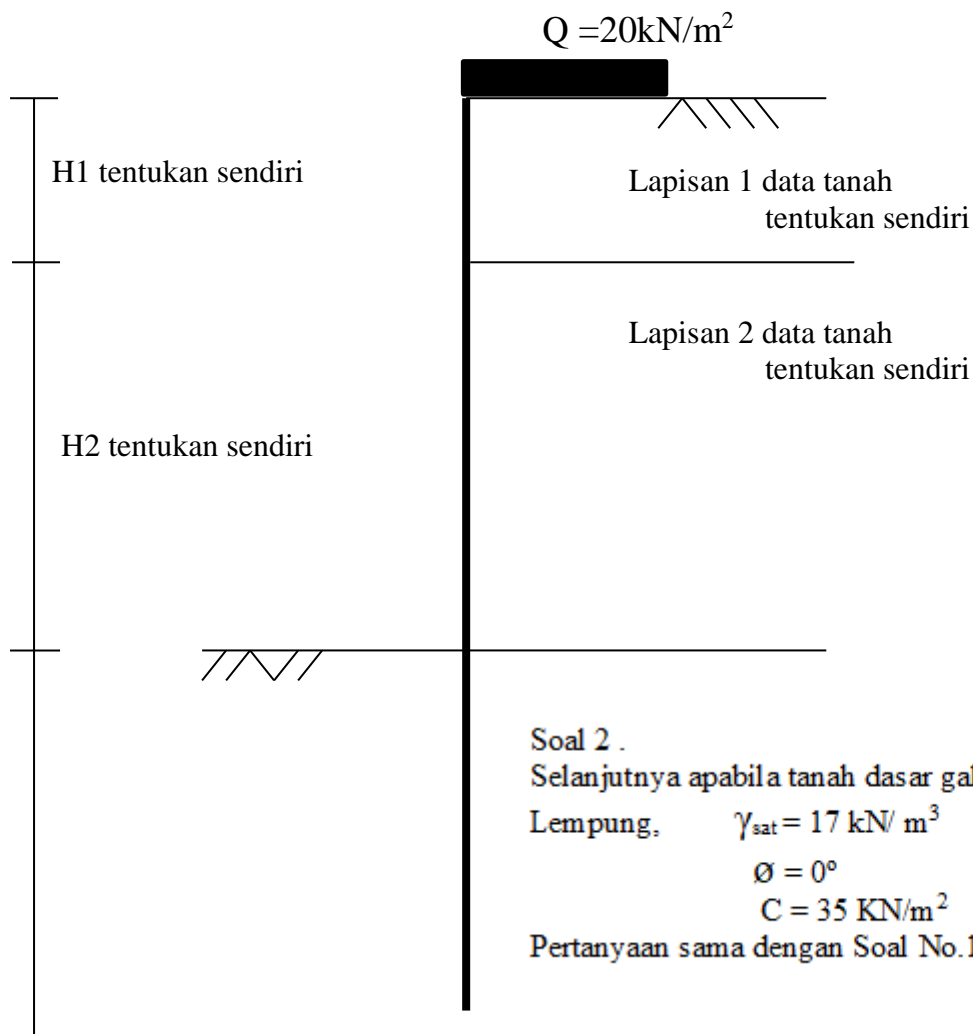 Q =20kN/m²
H1 tentukan sendiri
Lapisan 1 data tanah
tentukan sendiri
Lapisan 2 data tanah
tentukan sendiri
H2 tentukan sendiri
Soal 2 .
Selanjutnya apabila tanah dasar gal
Lempung, γsat = 17 kN/ m³
Ø = 0º
C = 35 KN/m²
Pertanyaan sama dengan Soal No.1